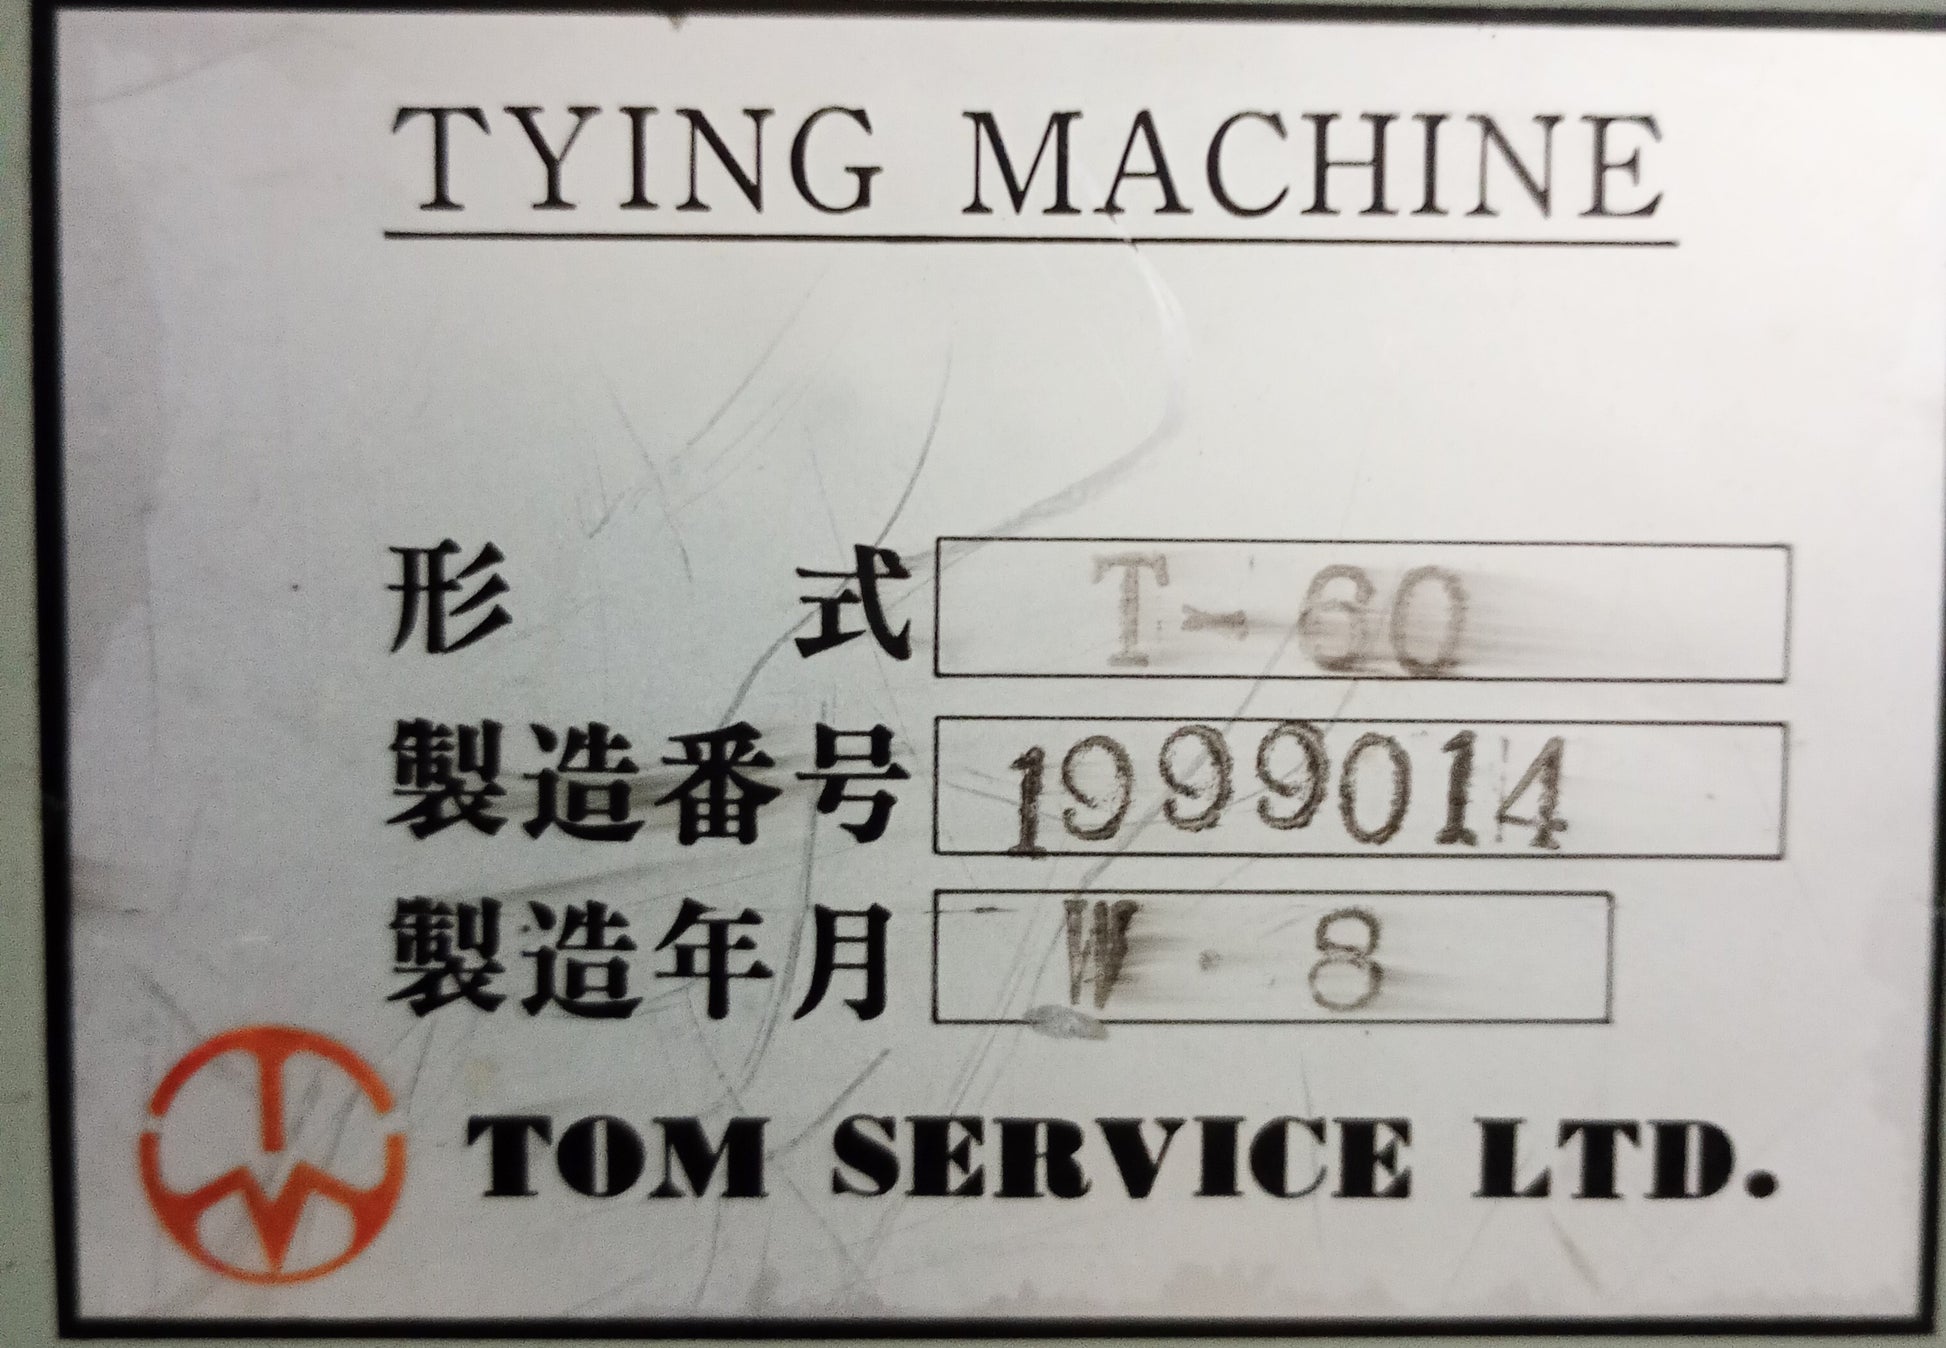 TYING MACHINE
形 式 T-60
製造番号 1999014
製造年月 W・8
TOM SERVICE LTD.